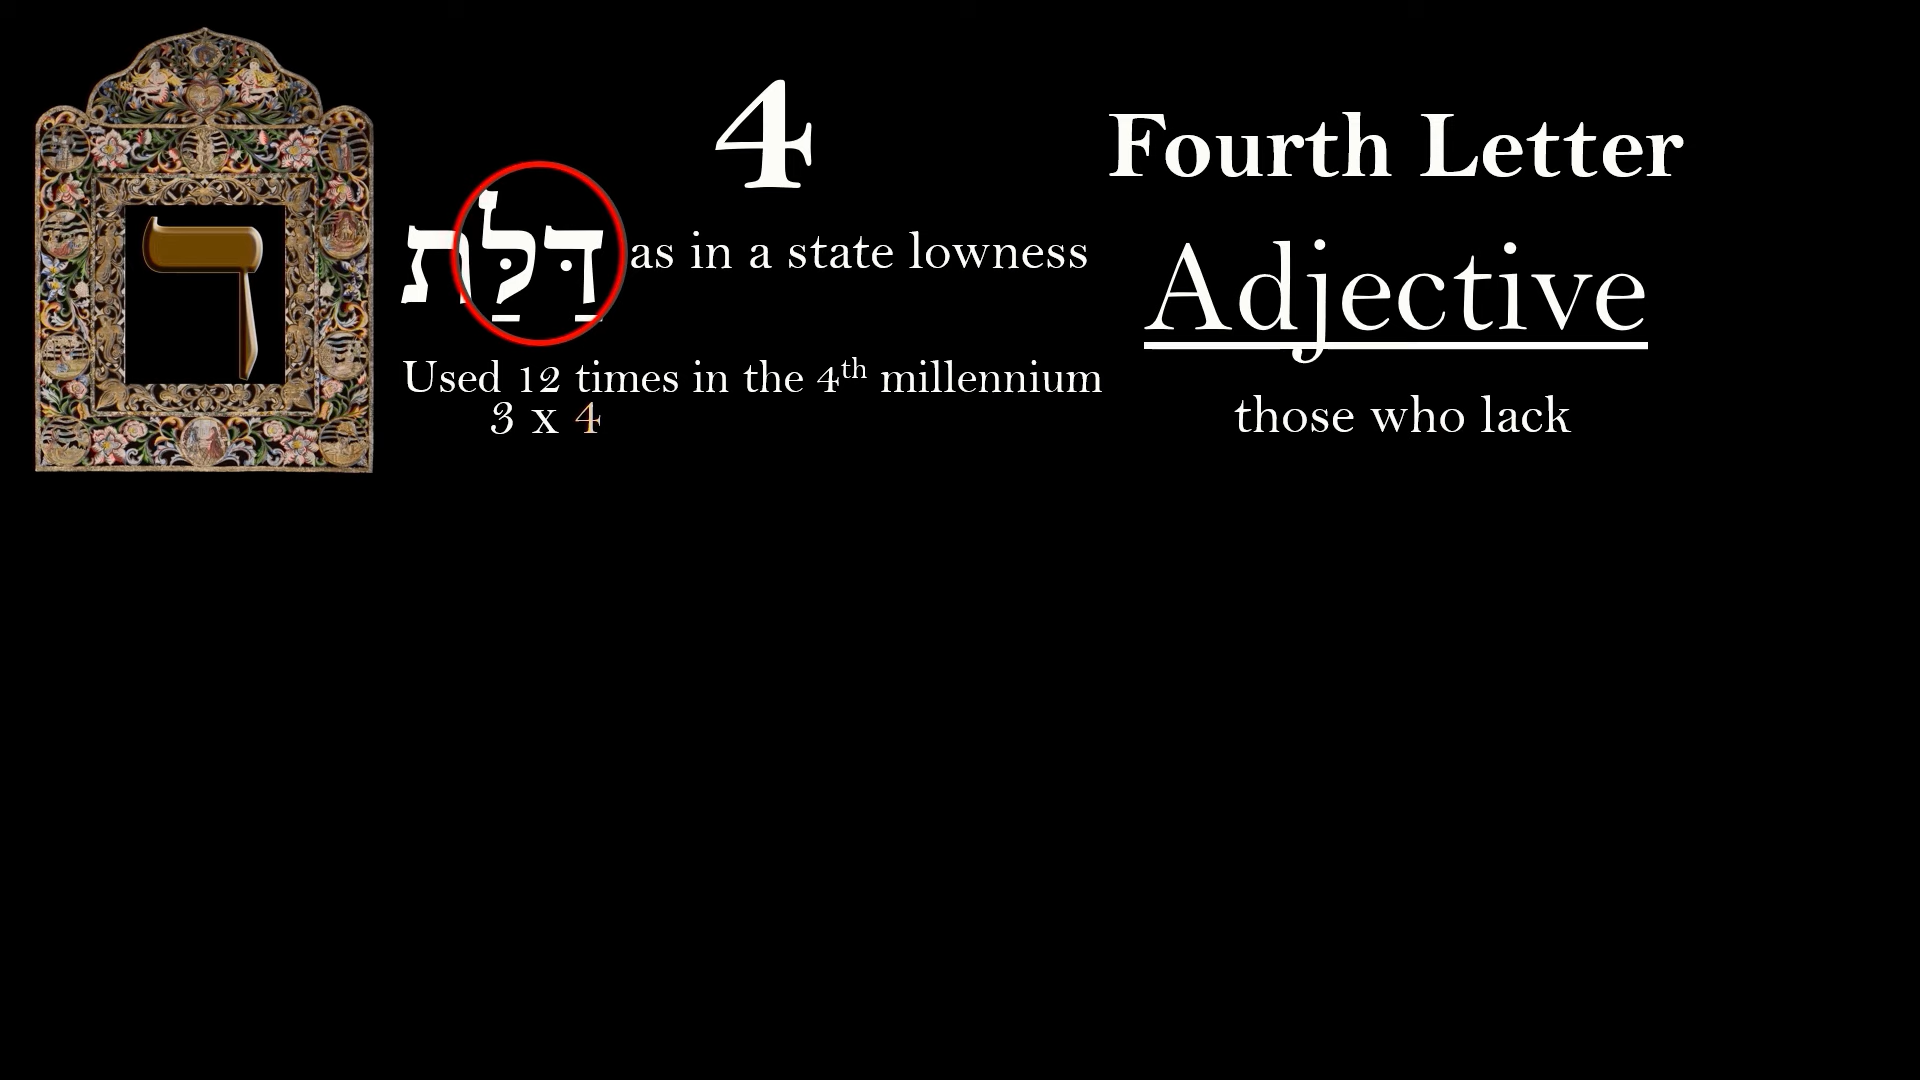 4
Fourth Letter
ד
דַּלַּת as in a state lowness
Adjective
Used 12 times in the 4th millennium
3 x 4
those who lack